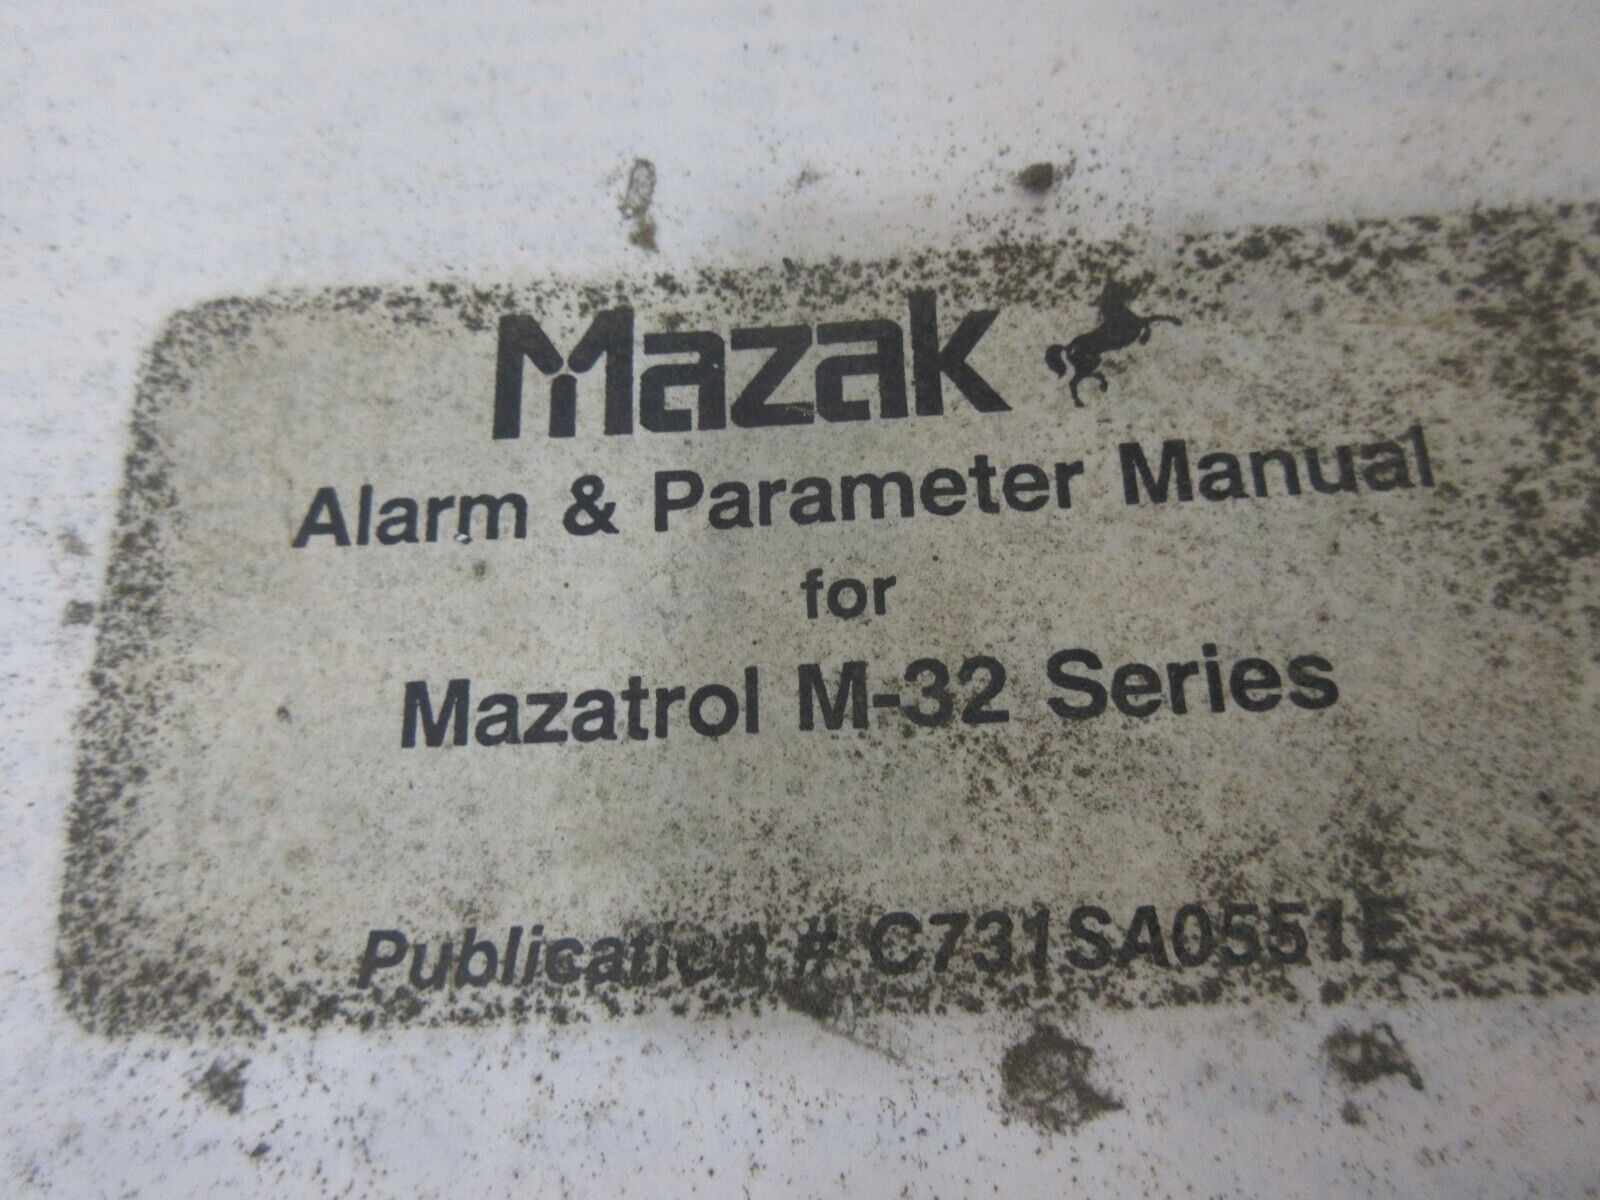 Mazak
Alarm & Parameter Manual
for
Mazatrol M-32 Series
Publication # C731SA0551E